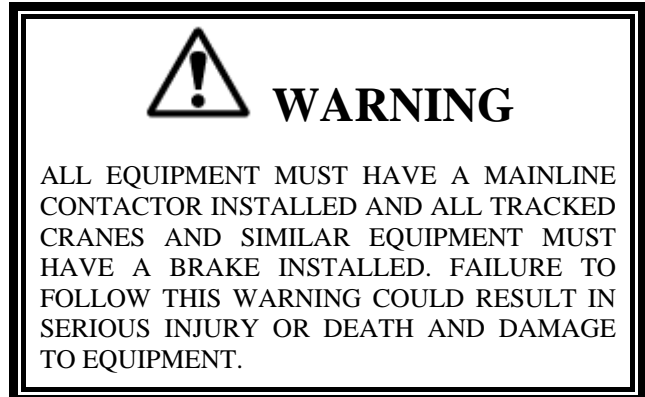 WARNING
ALL EQUIPMENT MUST HAVE A MAINLINE
CONTACTOR INSTALLED AND ALL TRACKED
CRANES AND SIMILAR EQUIPMENT MUST
HAVE A BRAKE INSTALLED. FAILURE TO
FOLLOW THIS WARNING COULD RESULT IN
SERIOUS INJURY OR DEATH AND DAMAGE
TO EQUIPMENT.